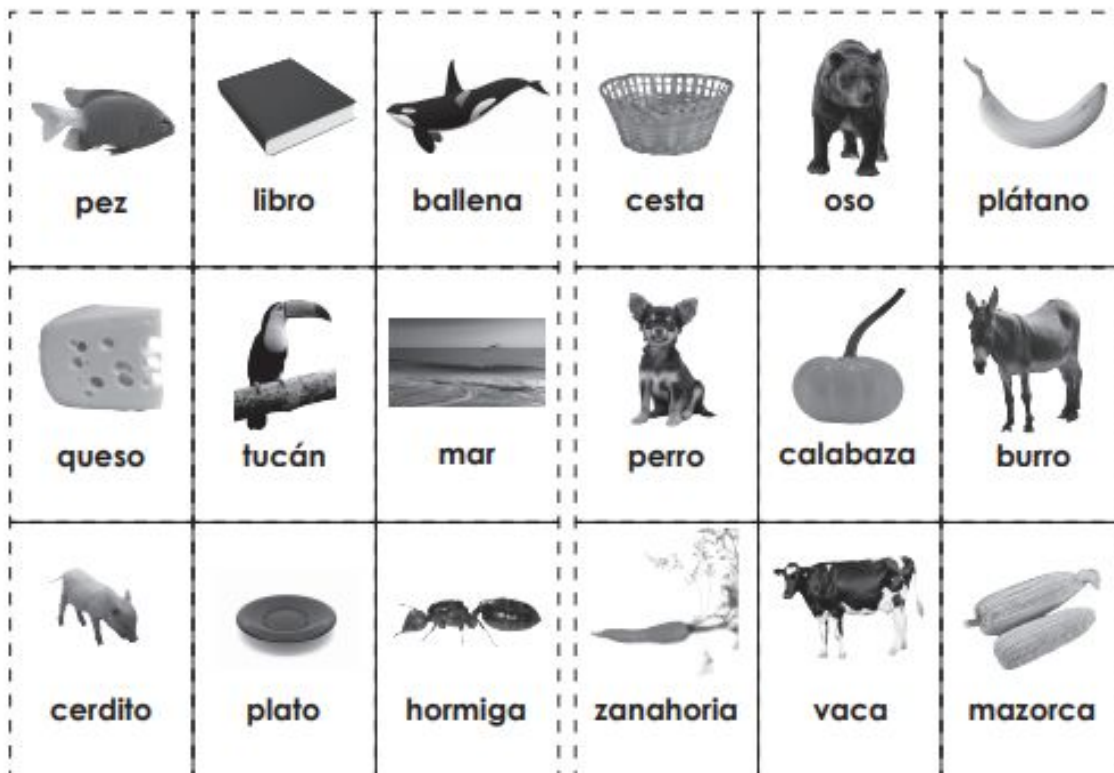 pez libro ballena cesta oso plátano
queso tucán mar perro calabaza burro
cerdito plato hormiga zanahoria vaca mazorca